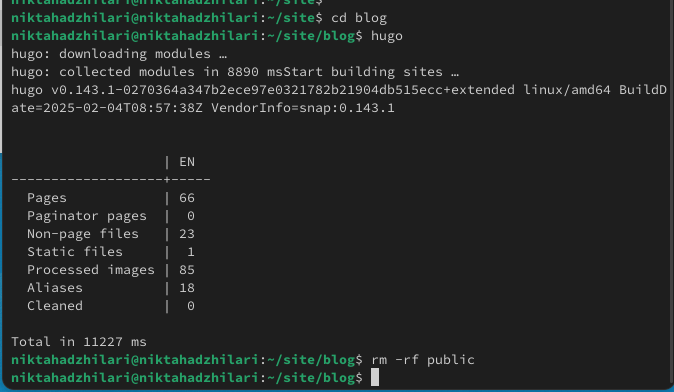 niktahadzhilari@niktahadzhilari:~/site$
niktahadzhilari@niktahadzhilari:~/site$ cd blog
niktahadzhilari@niktahadzhilari:~/site/blog$ hugo
hugo: downloading modules …
hugo: collected modules in 8890 msStart building sites …
hugo v0.143.1-0270364a347b2ece97e0321782b21904db515ecc+extended linux/amd64 BuildD
ate=2025-02-04T08:57:38Z VendorInfo=snap:0.143.1
| EN
-------------------+-----
Pages | 66
Paginator pages | 0
Non-page files | 23
Static files | 1
Processed images | 85
Aliases | 18
Cleaned | 0
Total in 11227 ms
niktahadzhilari@niktahadzhilari:~/site/blog$ rm -rf public
niktahadzhilari@niktahadzhilari:~/site/blog$